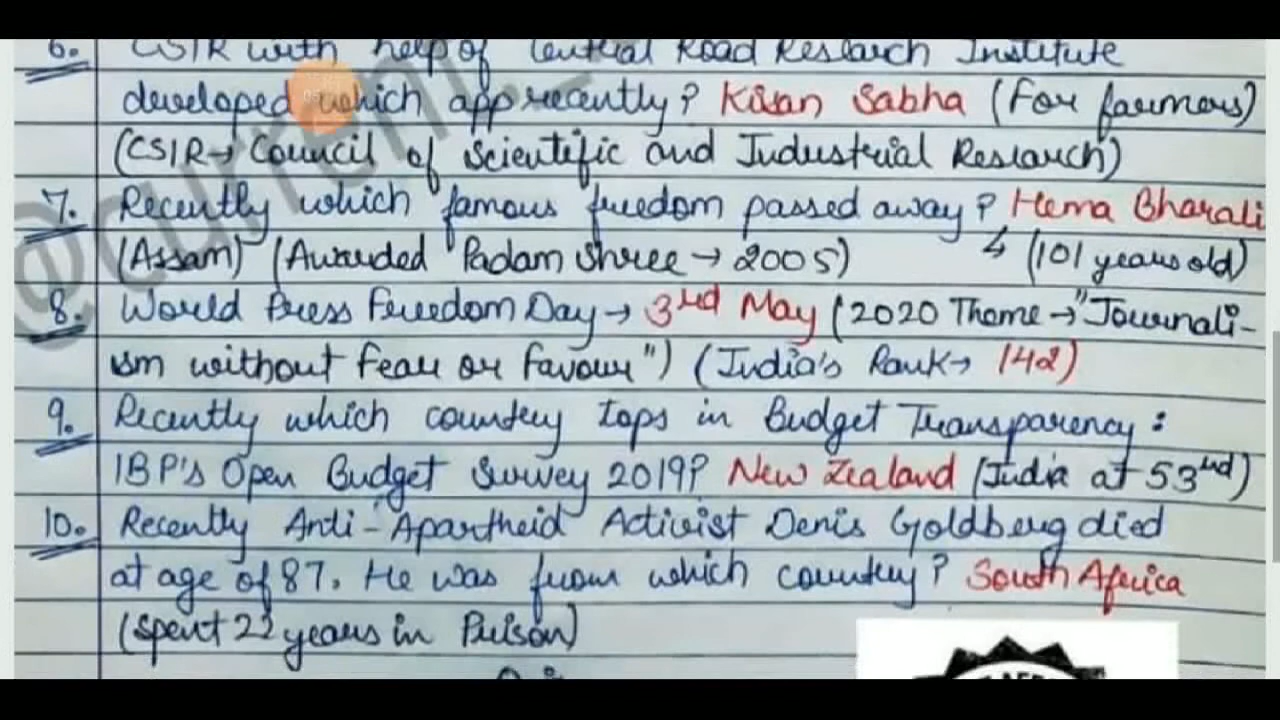 6. CSIR with help of Central Road Research Institute
developed which app recently? Kisan Sabha (For farmers)
(CSIR→ Council of Scientific and Industrial Research)
7. Recently which famous freedom passed away? Hema Bharali
(Assam) (Awarded Padam Shree → 2005) ↳ (101 years old)
8. World Press Freedom Day → 3rd May (2020 Theme →"Journali-
sm without Fear or Favour") (India's Rank→ 142)
9. Recently which country tops in Budget Transparency:
IBP's Open Budget Survey 2019? New Zealand (India at 53nd)
10. Recently Anti-Apartheid Activist Denis Goldberg died
at age of 87. He was from which country? South Africa
(spent 22 years in Prison)